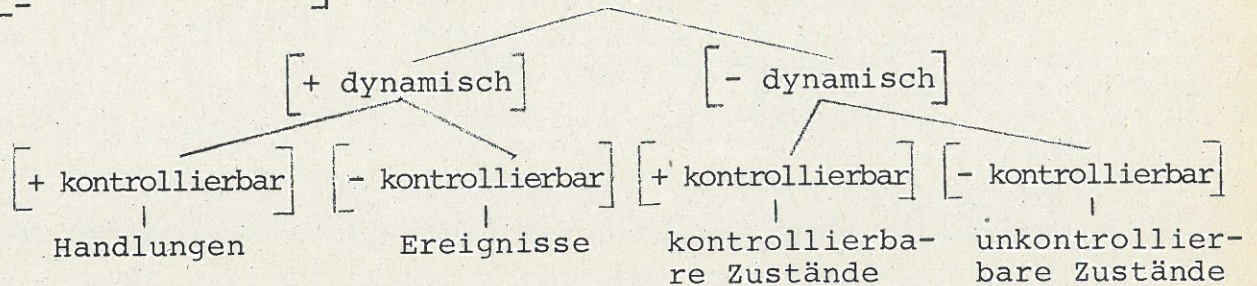 [+ dynamisch] [- dynamisch]
[+ kontrollierbar] [- kontrollierbar] [+ kontrollierbar] [- kontrollierbar]
Handlungen Ereignisse kontrollierba- unkontrollier-
re Zustände bare Zustände